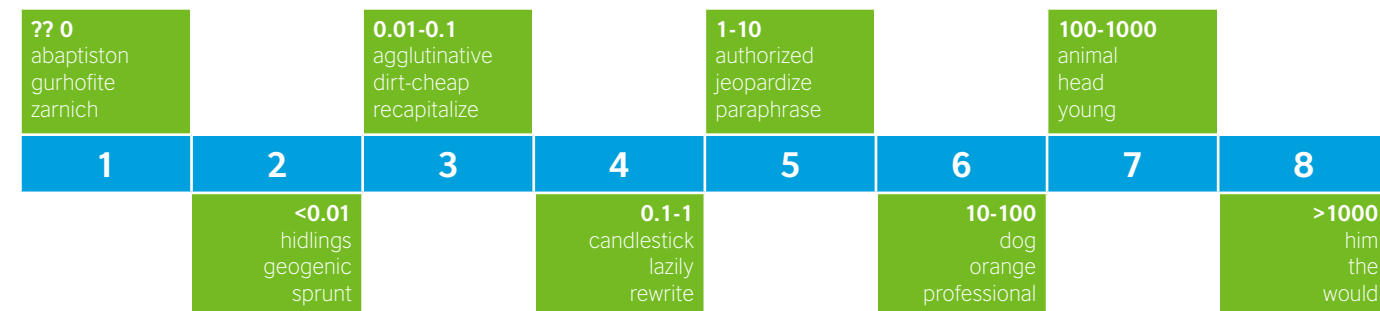 ?? 0
abaptiston
gurhofite
zarnich
0.01-0.1
agglutinative
dirt-cheap
recapitalize
1-10
authorized
jeopardize
paraphrase
100-1000
animal
head
young
1 2 3 4 5 6 7 8
<0.01
hidlings
geogenic
sprunt
0.1-1
candlestick
lazily
rewrite
10-100
dog
orange
professional
>1000
him
the
would